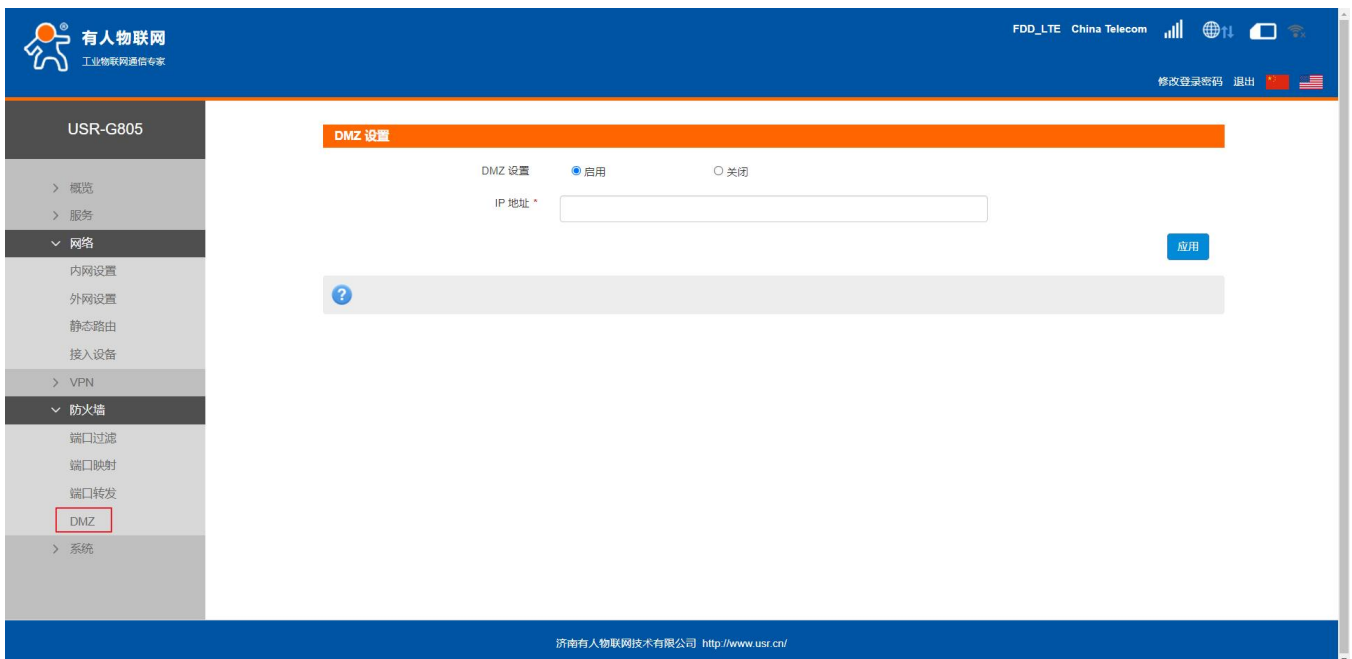 有人物联网
工业物联网通信专家
FDD_LTE China Telecom
修改登录密码 退出
USR-G805
概览
服务
网络
内网设置
外网设置
静态路由
接入设备
VPN
防火墙
端口过滤
端口映射
端口转发
DMZ
系统
DMZ 设置
DMZ 设置 启用 关闭
IP 地址 *
应用
济南有人物联网技术有限公司 http://www.usr.cn/